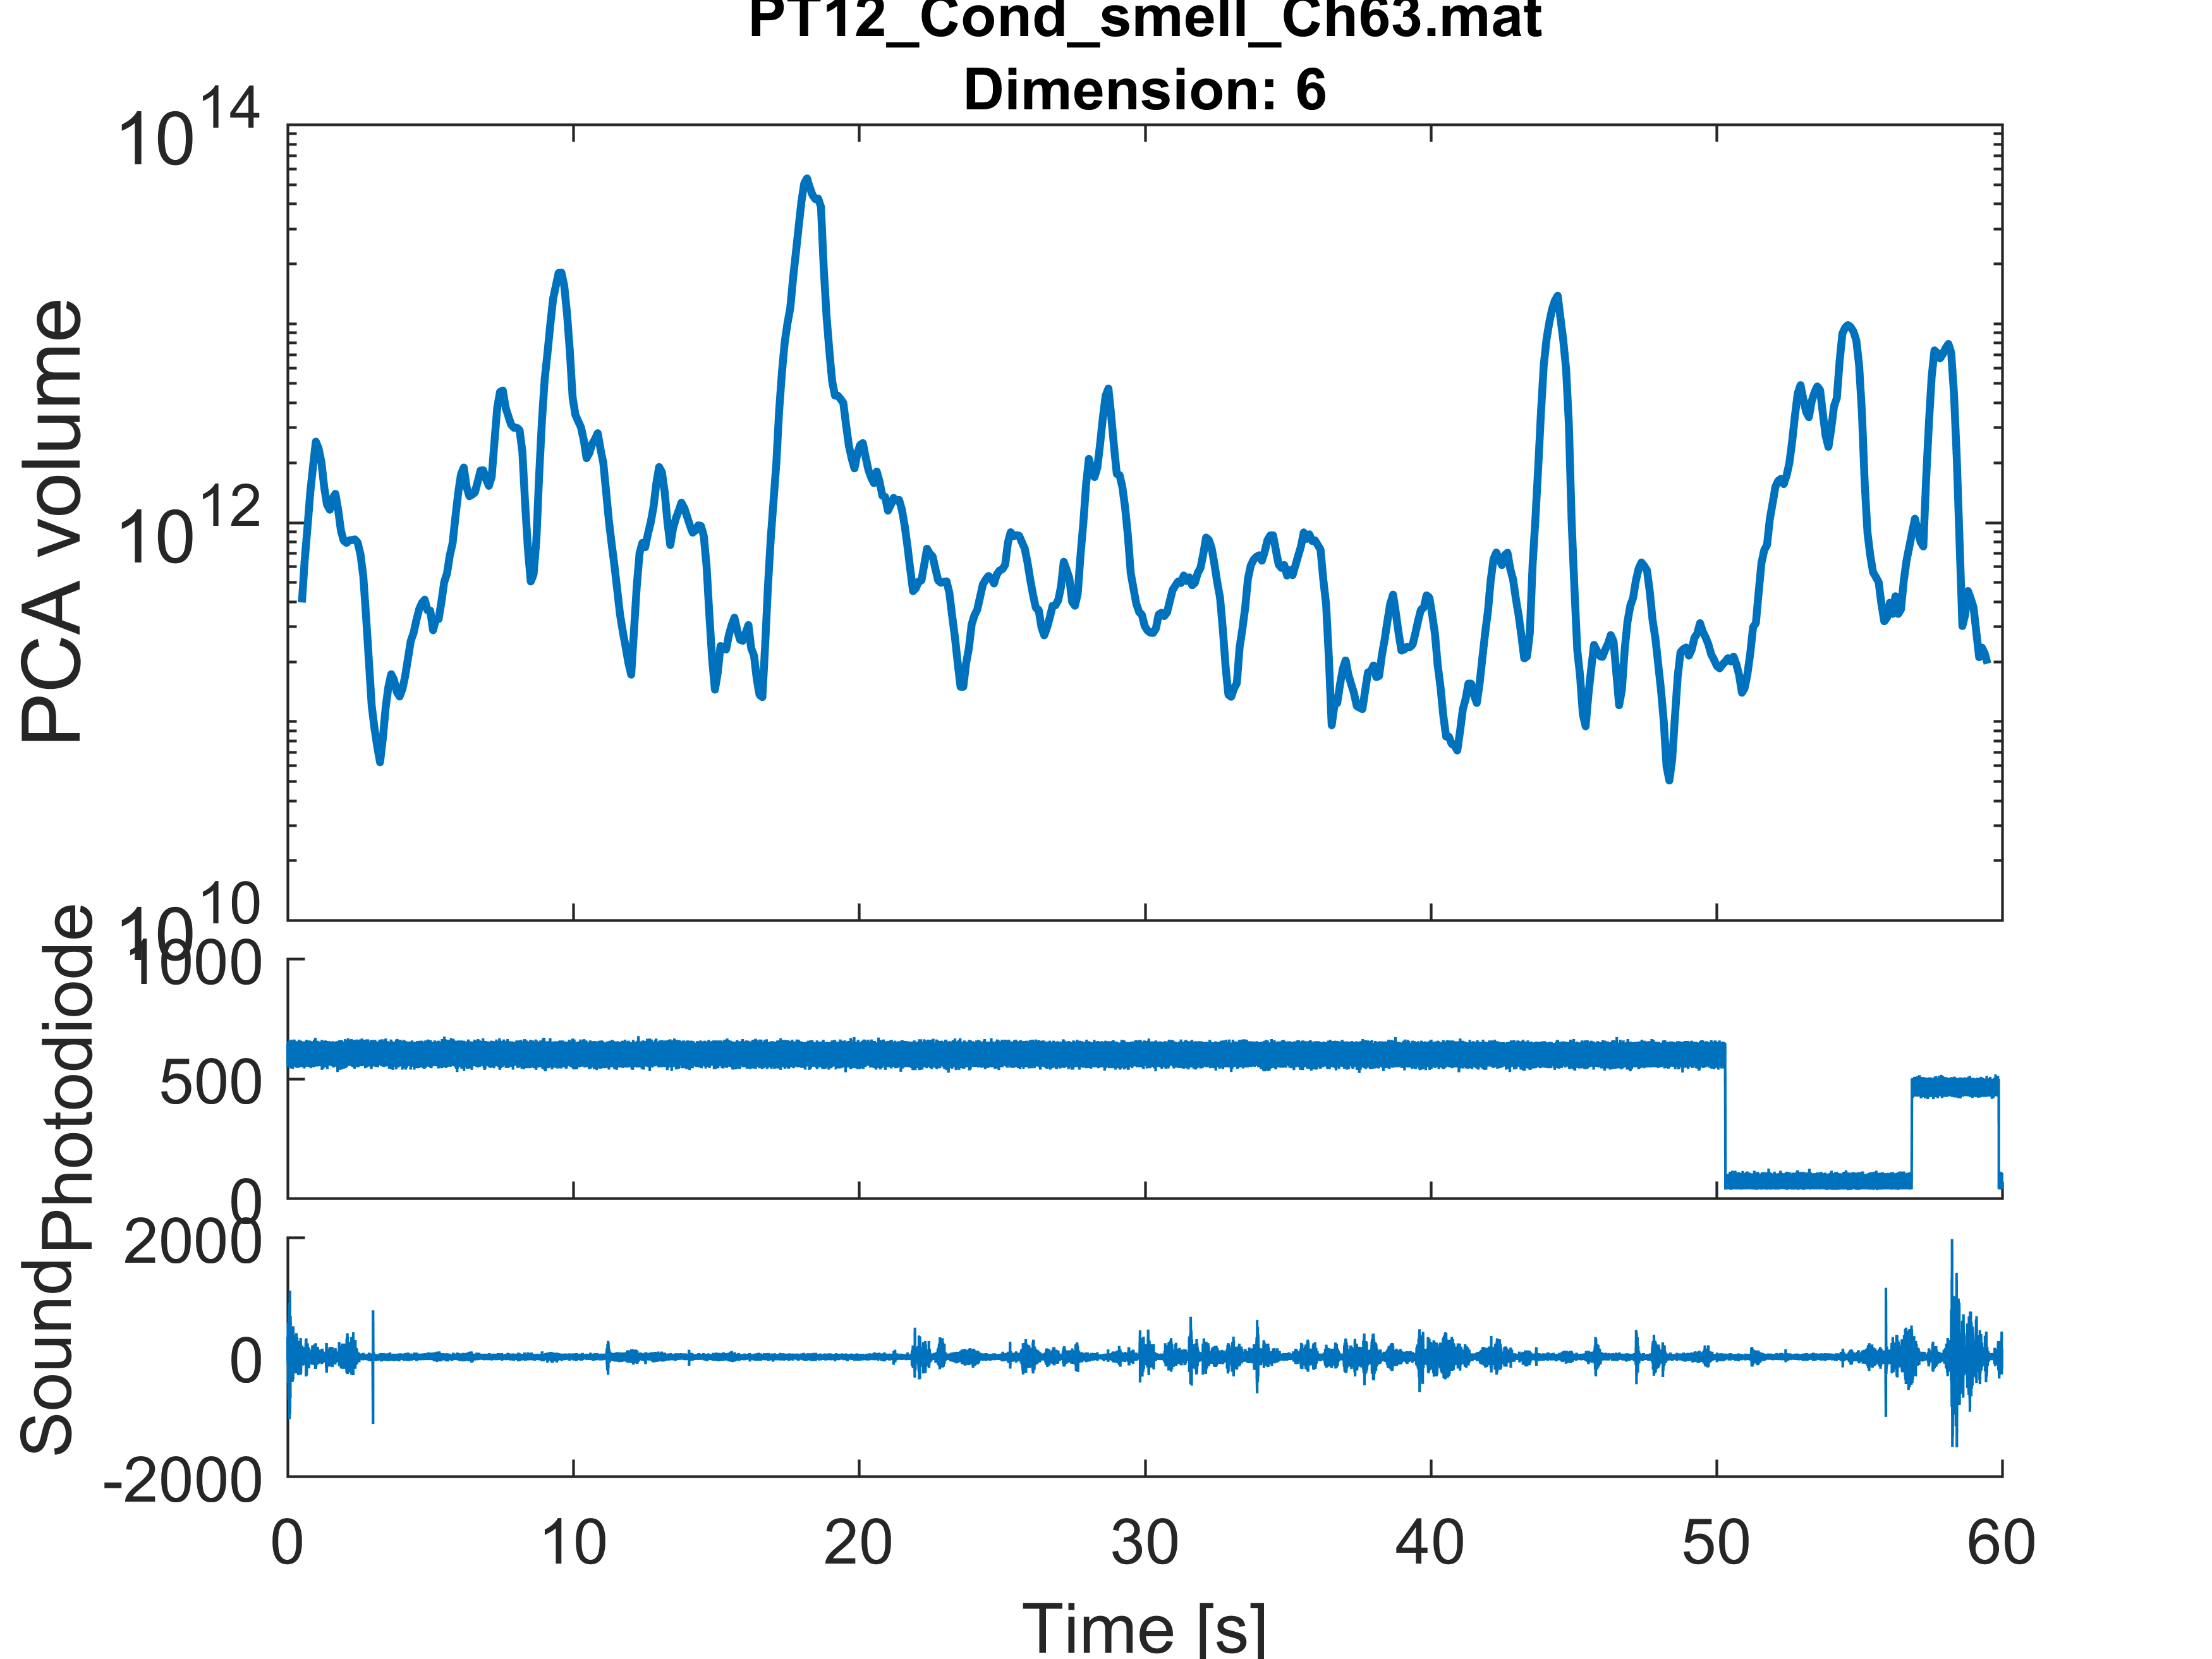 PT12_Cond_smell_Ch63.mat
Dimension: 6
PCA volume
10^14
10^12
10^10
Photodiode
1000
500
0
Sound
2000
0
-2000
0 10 20 30 40 50 60
Time [s]